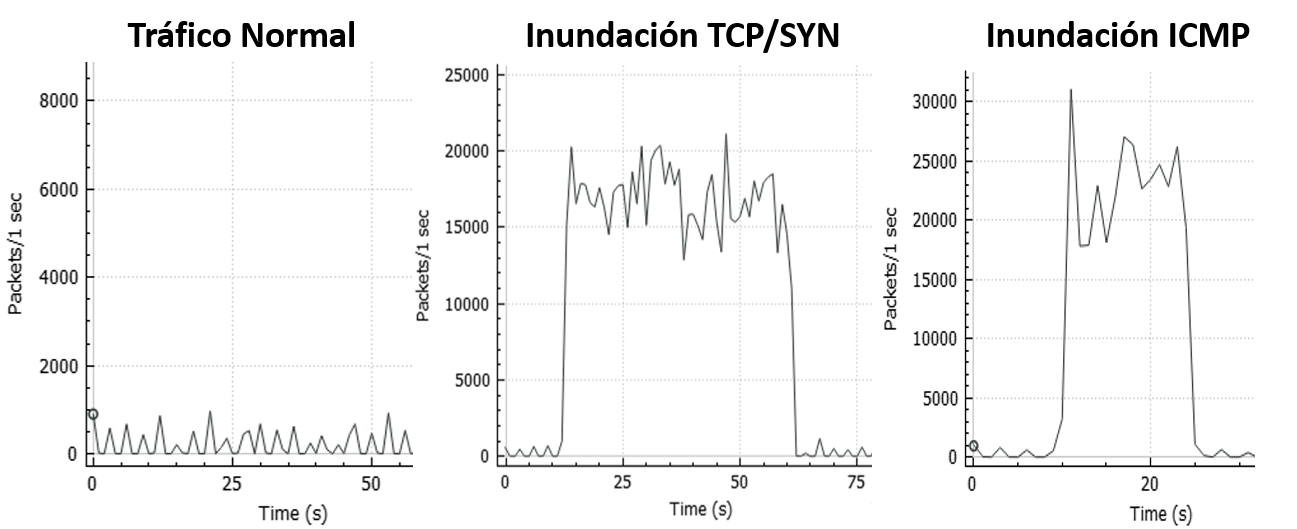 Tráfico Normal
8000
6000
4000
2000
0
Packets/1 sec
0 25 50
Time (s)
Inundación TCP/SYN
25000
20000
15000
10000
5000
0
Packets/1 sec
0 25 50 75
Time (s)
Inundación ICMP
30000
25000
20000
15000
10000
5000
0
Packets/1 sec
0 20
Time (s)